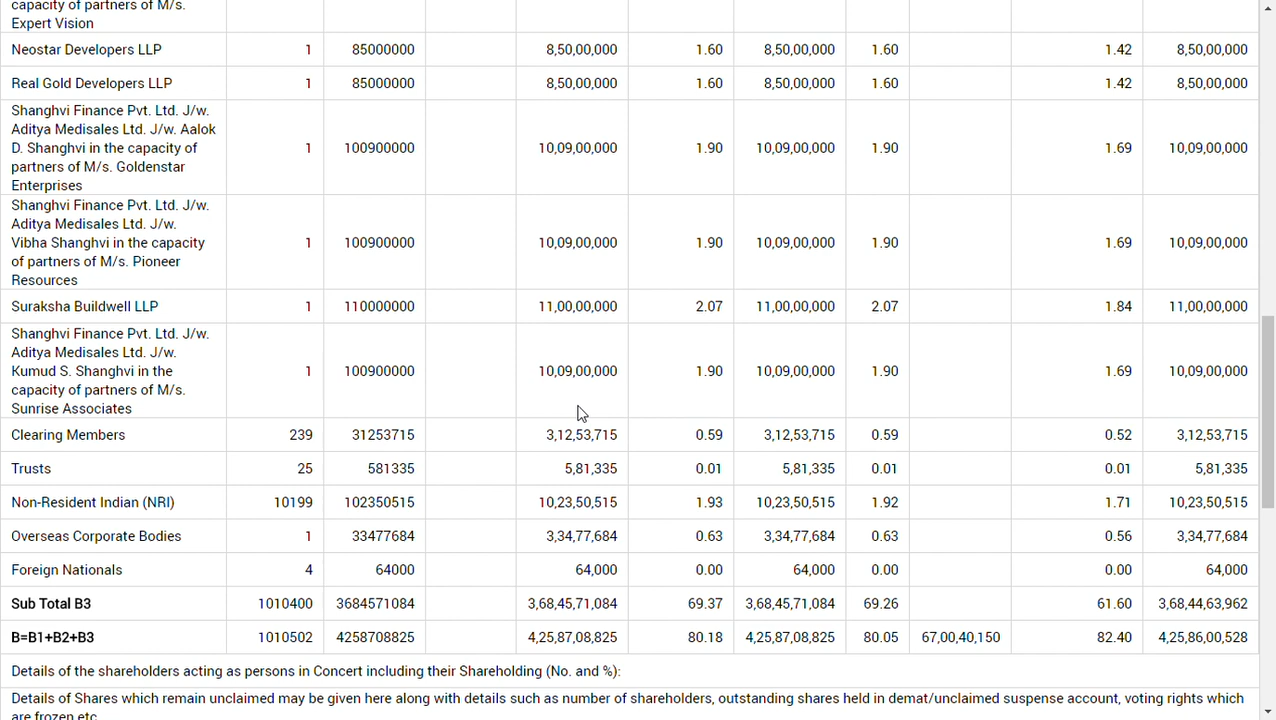 capacity of partners of M/s.
Expert Vision
Neostar Developers LLP 1 85000000 8,50,00,000 1.60 8,50,00,000 1.60 1.42 8,50,00,000
Real Gold Developers LLP 1 85000000 8,50,00,000 1.60 8,50,00,000 1.60 1.42 8,50,00,000
Shanghvi Finance Pvt. Ltd. J/w.
Aditya Medisales Ltd. J/w. Aalok
D. Shanghvi in the capacity of 1 100900000 10,09,00,000 1.90 10,09,00,000 1.90 1.69 10,09,00,000
partners of M/s. Goldenstar
Enterprises
Shanghvi Finance Pvt. Ltd. J/w.
Aditya Medisales Ltd. J/w.
Vibha Shanghvi in the capacity 1 100900000 10,09,00,000 1.90 10,09,00,000 1.90 1.69 10,09,00,000
of partners of M/s. Pioneer
Resources
Suraksha Buildwell LLP 1 110000000 11,00,00,000 2.07 11,00,00,000 2.07 1.84 11,00,00,000
Shanghvi Finance Pvt. Ltd. J/w.
Aditya Medisales Ltd. J/w.
Kumud S. Shanghvi in the 1 100900000 10,09,00,000 1.90 10,09,00,000 1.90 1.69 10,09,00,000
capacity of partners of M/s.
Sunrise Associates
Clearing Members 239 31253715 3,12,53,715 0.59 3,12,53,715 0.59 0.52 3,12,53,715
Trusts 25 581335 5,81,335 0.01 5,81,335 0.01 0.01 5,81,335
Non-Resident Indian (NRI) 10199 102350515 10,23,50,515 1.93 10,23,50,515 1.92 1.71 10,23,50,515
Overseas Corporate Bodies 1 33477684 3,34,77,684 0.63 3,34,77,684 0.63 0.56 3,34,77,684
Foreign Nationals 4 64000 64,000 0.00 64,000 0.00 0.00 64,000
Sub Total B3 1010400 3684571084 3,68,45,71,084 69.37 3,68,45,71,084 69.26 61.60 3,68,44,63,962
B=B1+B2+B3 1010502 4258708825 4,25,87,08,825 80.18 4,25,87,08,825 80.05 67,00,40,150 82.40 4,25,86,00,528
Details of the shareholders acting as persons in Concert including their Shareholding (No. and %):
Details of Shares which remain unclaimed may be given here along with details such as number of shareholders, outstanding shares held in demat/unclaimed suspense account, voting rights which
are frozen etc